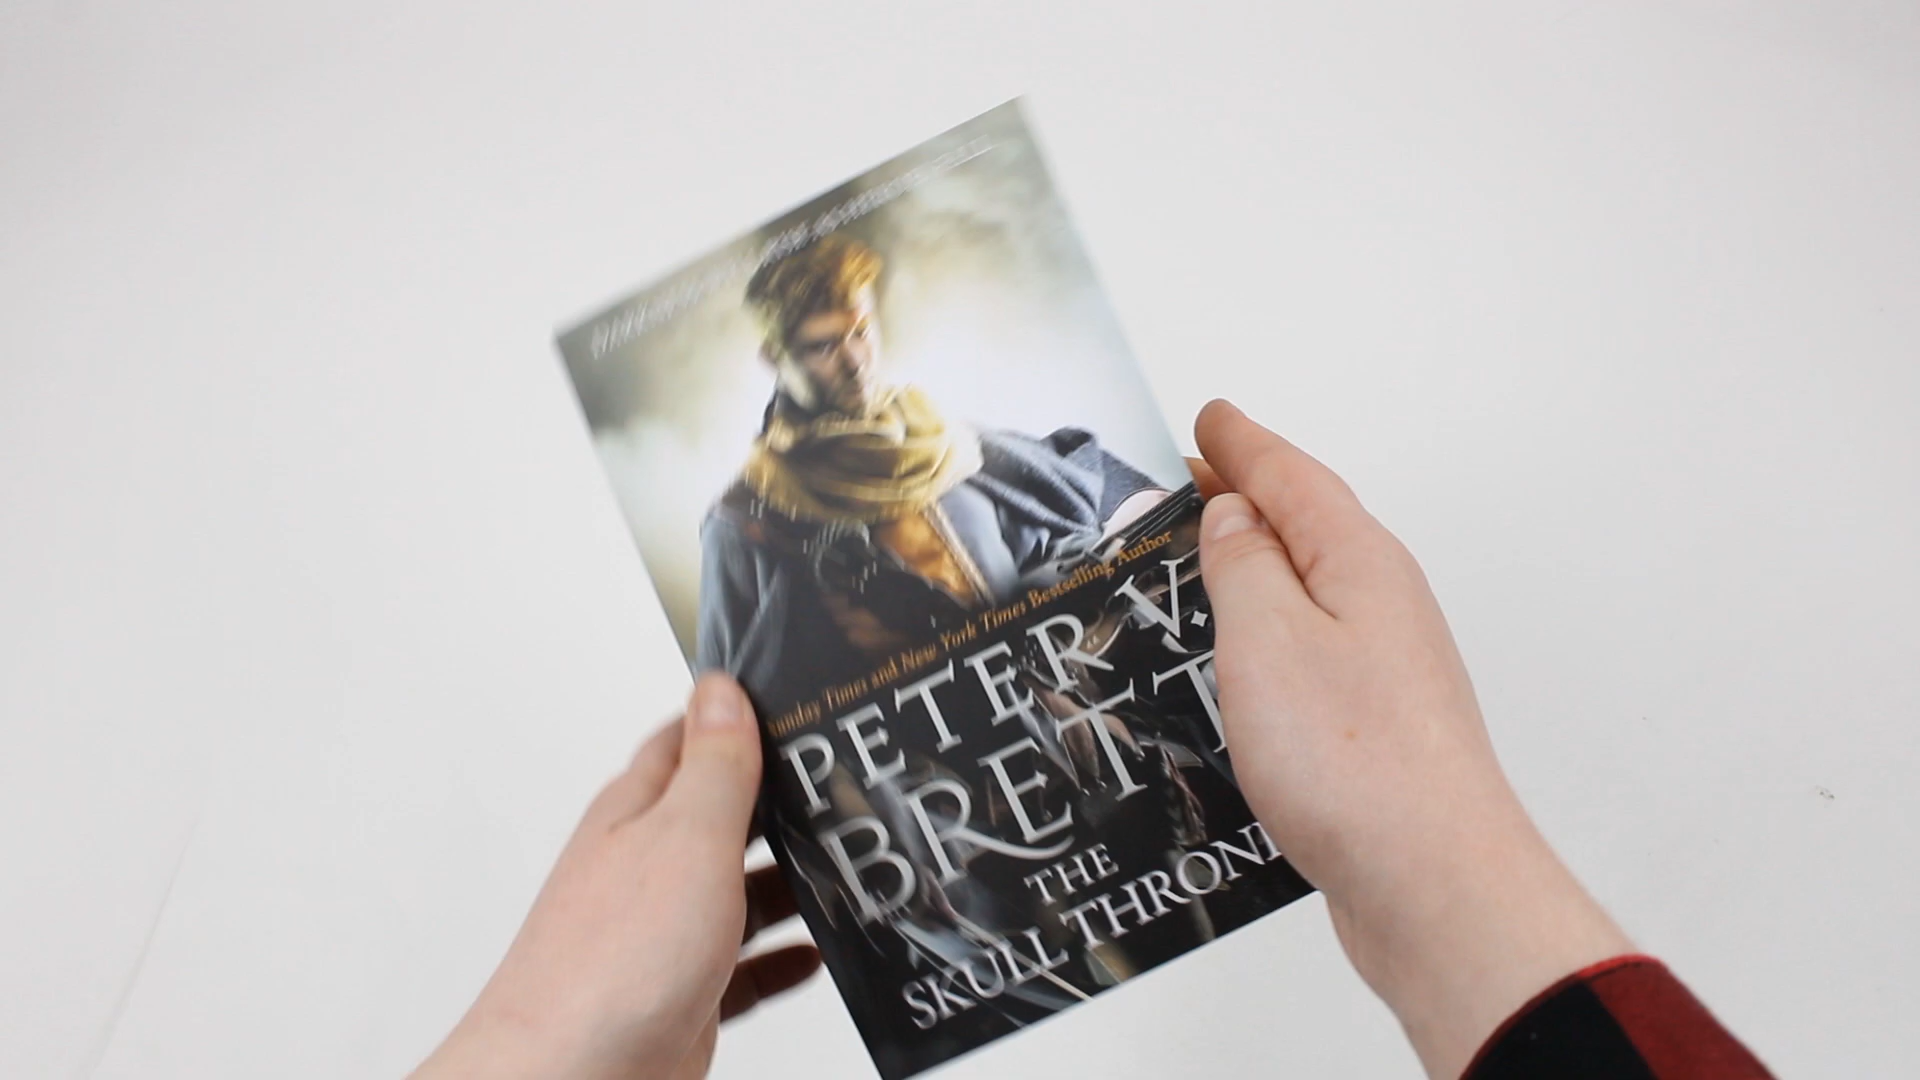 Sunday Times and New York Times Bestselling Author
PETER V.
BRETT
THE
SKULL THRONE